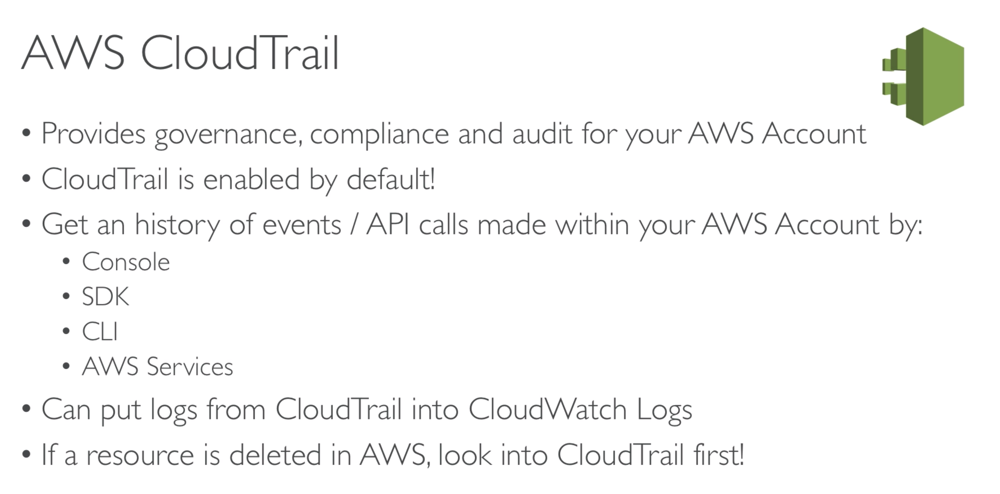 AWS CloudTrail
• Provides governance, compliance and audit for your AWS Account
• CloudTrail is enabled by default!
• Get an history of events / API calls made within your AWS Account by:
• Console
• SDK
• CLI
• AWS Services
• Can put logs from CloudTrail into CloudWatch Logs
• If a resource is deleted in AWS, look into CloudTrail first!